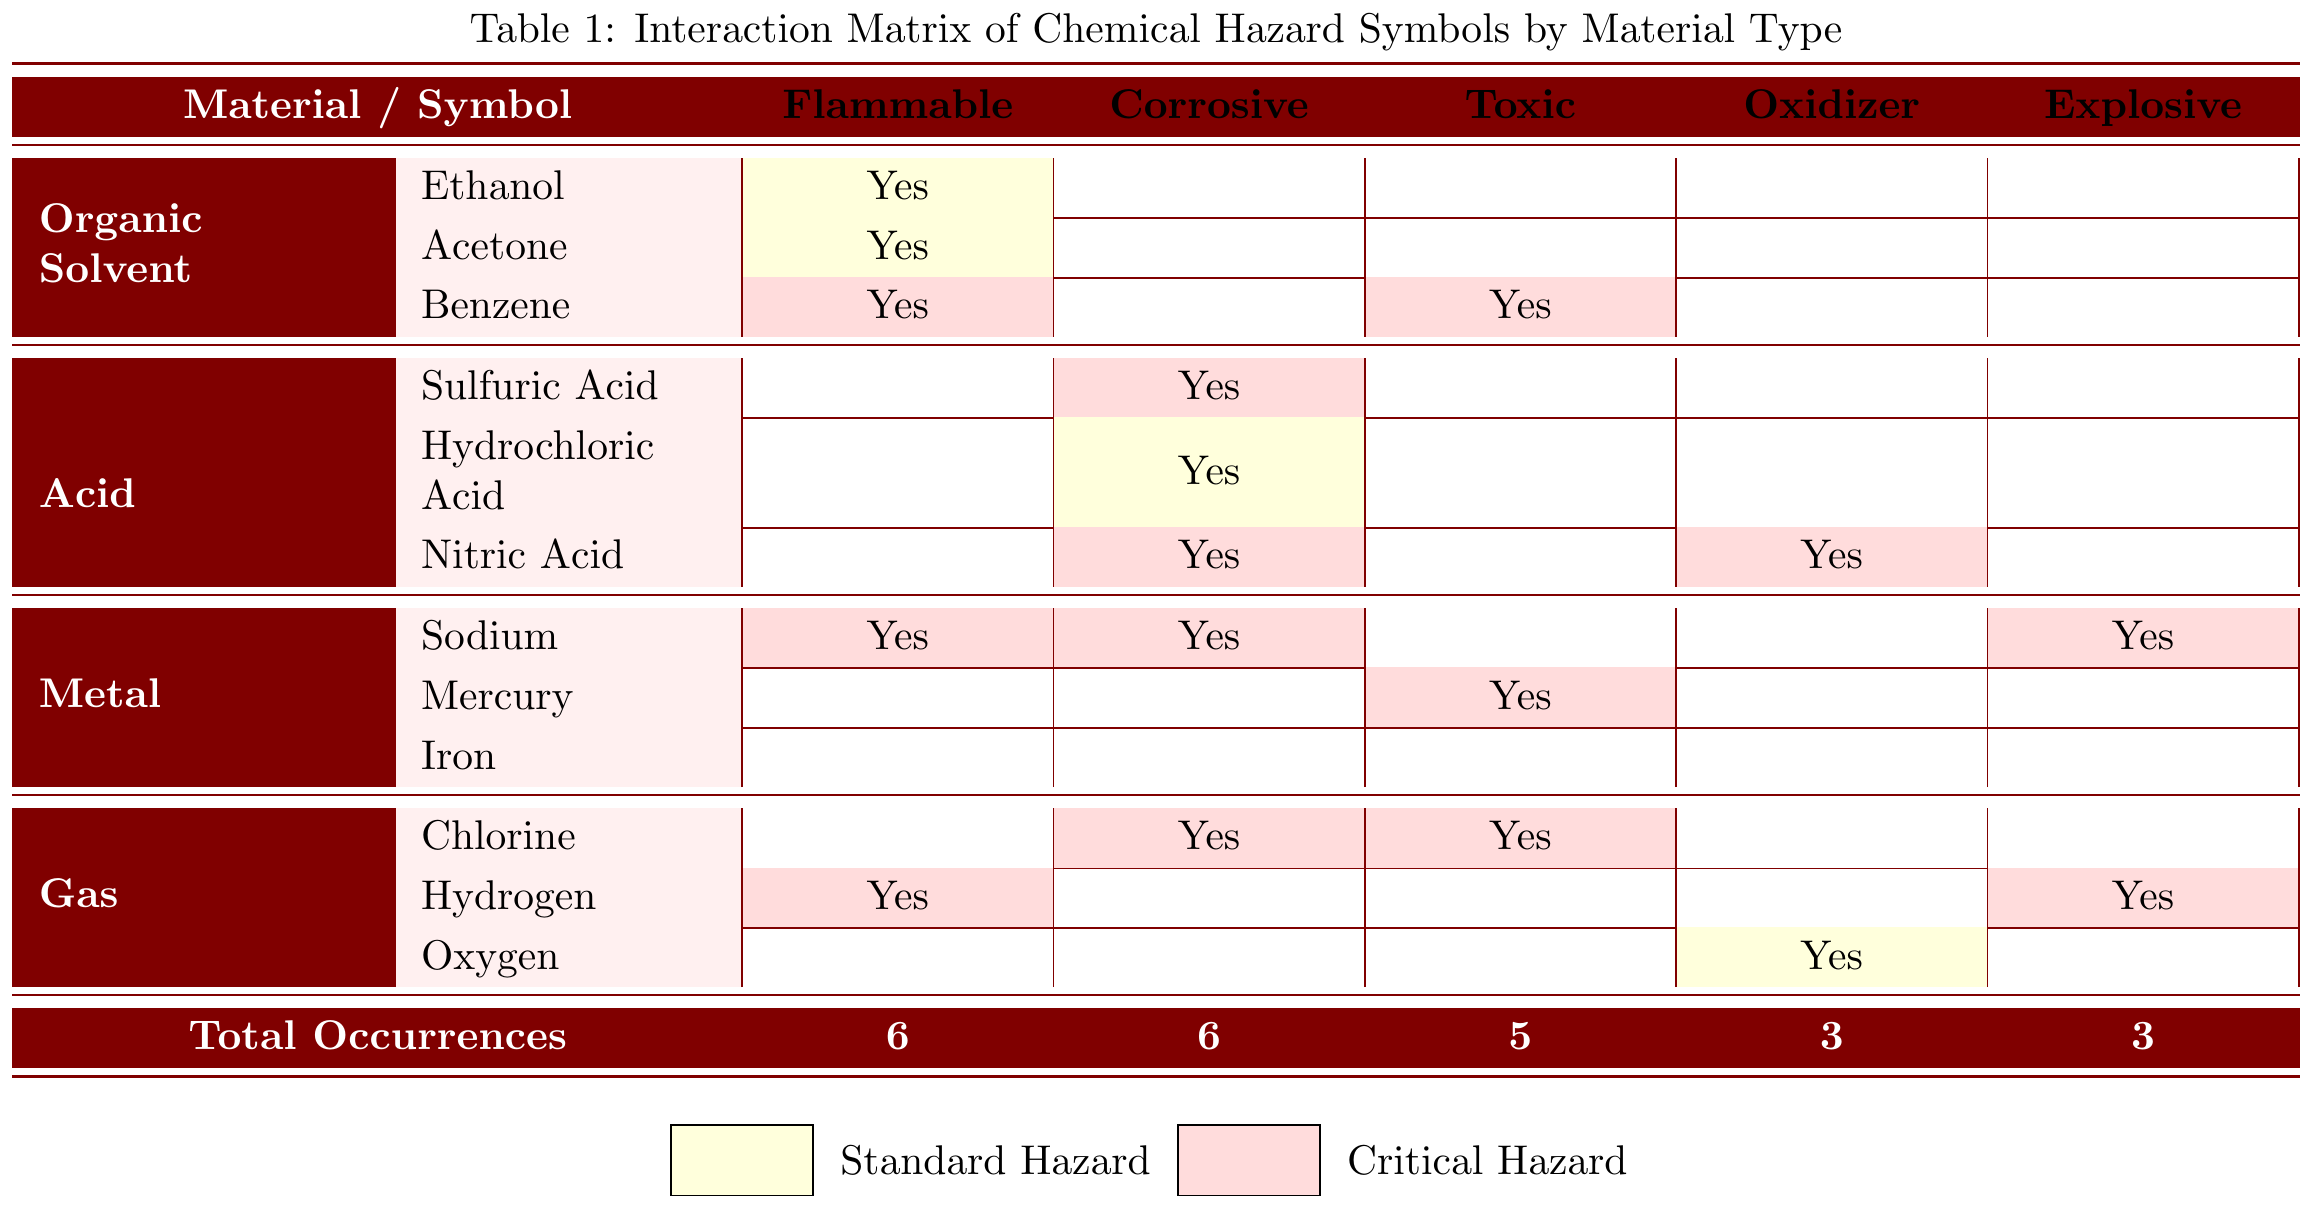 Table 1: Interaction Matrix of Chemical Hazard Symbols by Material Type
Material / Symbol Flammable Corrosive Toxic Oxidizer Explosive
Organic
Solvent
Ethanol Yes
Acetone Yes
Benzene Yes Yes
Acid
Sulfuric Acid Yes
Hydrochloric
Acid Yes
Nitric Acid Yes Yes
Metal
Sodium Yes Yes Yes
Mercury Yes
Iron
Gas
Chlorine Yes Yes
Hydrogen Yes Yes
Oxygen Yes
Total Occurrences 6 6 5 3 3
Standard Hazard Critical Hazard